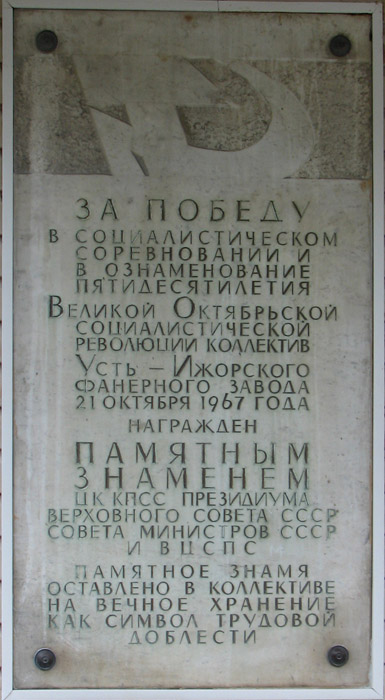 ЗА ПОБЕДУ
В СОЦИАЛИСТИЧЕСКОМ
СОРЕВНОВАНИИ И
В ОЗНАМЕНОВАНИЕ
ПЯТИДЕСЯТИЛЕТИЯ
ВЕЛИКОЙ ОКТЯБРЬСКОЙ
СОЦИАЛИСТИЧЕСКОЙ
РЕВОЛЮЦИИ КОЛЛЕКТИВ
УСТЬ – ИЖОРСКОГО
ФАНЕРНОГО ЗАВОДА
21 ОКТЯБРЯ 1967 ГОДА
НАГРАЖДЕН
ПАМЯТНЫМ
ЗНАМЕНЕМ
ЦК КПСС ПРЕЗИДИУМА
ВЕРХОВНОГО СОВЕТА СССР
СОВЕТА МИНИСТРОВ СССР
И ВЦСПС
ПАМЯТНОЕ ЗНАМЯ
ОСТАВЛЕНО В КОЛЛЕКТИВЕ
НА ВЕЧНОЕ ХРАНЕНИЕ
КАК СИМВОЛ ТРУДОВОЙ
ДОБЛЕСТИ